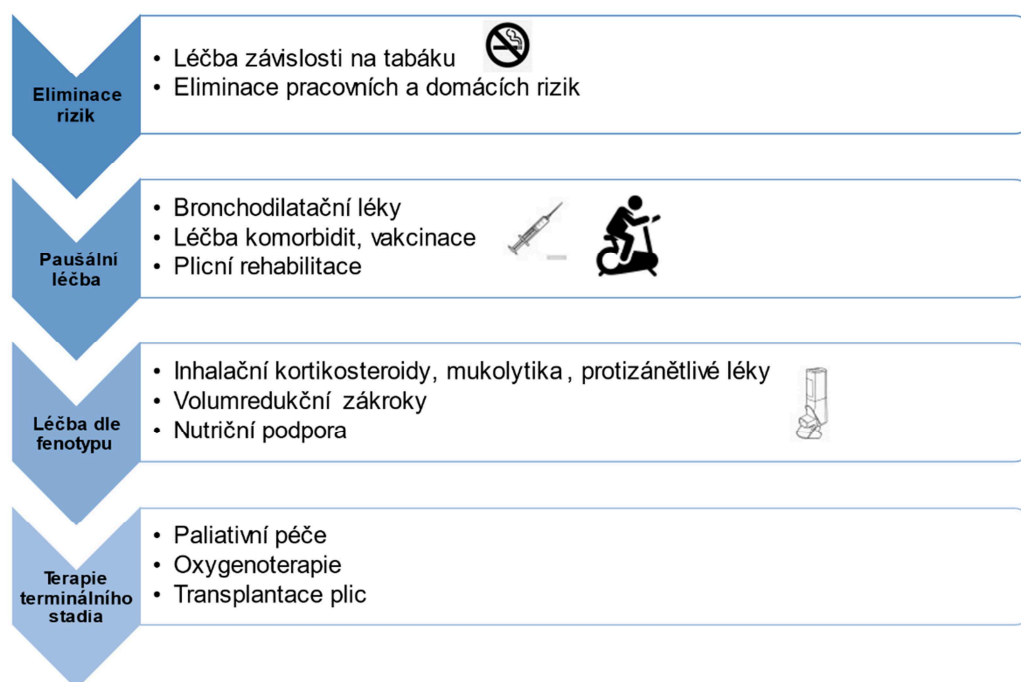 Eliminace
rizik
• Léčba závislosti na tabáku
• Eliminace pracovních a domácích rizik
Paušální
léčba
• Bronchodilatační léky
• Léčba komorbidit, vakcinace
• Plicní rehabilitace
Léčba dle
fenotypu
• Inhalační kortikosteroidy, mukolytika , protizánětlivé léky
• Volumredukční zákroky
• Nutriční podpora
Terapie
terminálního
stadia
• Paliativní péče
• Oxygenoterapie
• Transplantace plic